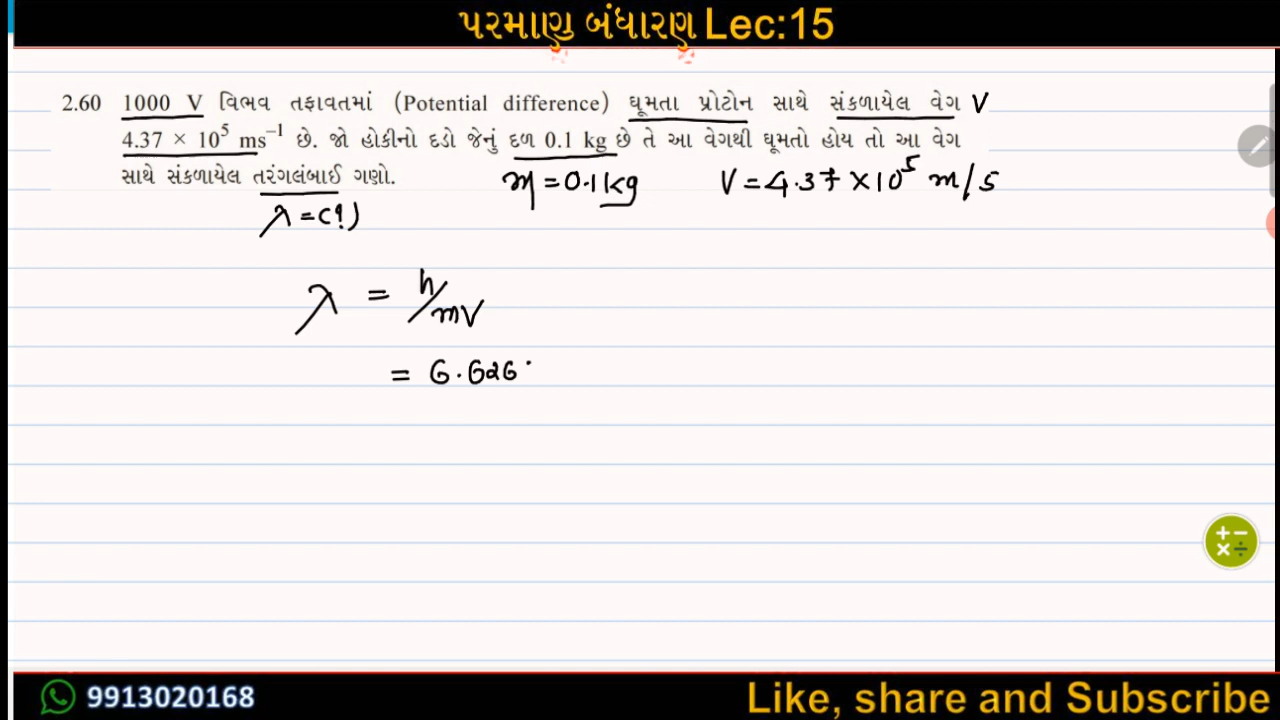 પરમાણુ બંધારણ Lec:15
2.60 1000 V વિભવ તફાવતમાં (Potential difference) ઘૂમતા પ્રોટોન સાથે સંકળાયેલ વેગ V
4.37 × 10⁵ ms⁻¹ છે. જો હોકીનો દડો જેનું દળ 0.1 kg છે તે આ વેગથી ઘૂમતો હોય તો આ વેગ
સાથે સંકળાયેલ તરંગલંબાઈ ગણો.
m = 0.1 kg V = 4.37 × 10⁵ m/s
λ = (?)
λ = h/mV
= 6.626
9913020168
Like, share and Subscribe